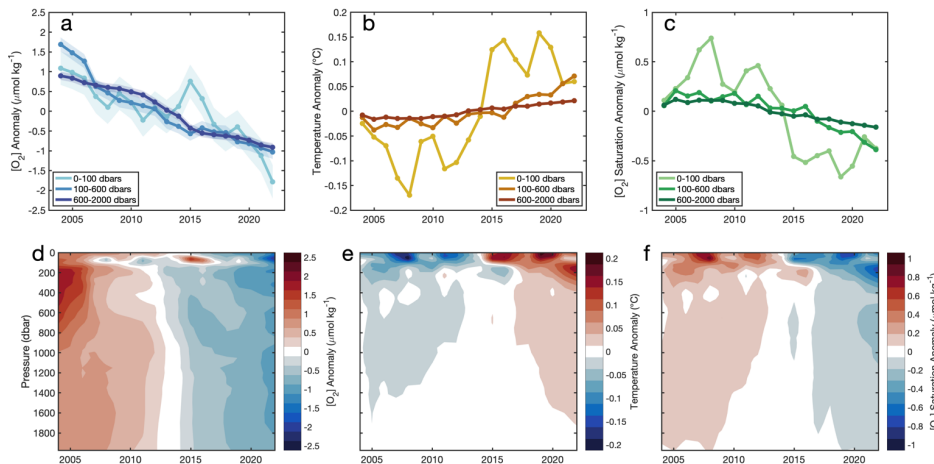 a
[O₂] Anomaly (μmol kg⁻¹)
2.5
2
1.5
1
0.5
0
-0.5
-1
-1.5
-2
-2.5
0-100 dbars
100-600 dbars
600-2000 dbars
2005 2010 2015 2020
b
Temperature Anomaly (°C)
0.2
0.15
0.1
0.05
0
-0.05
-0.1
-0.15
-0.2
0-100 dbars
100-600 dbars
600-2000 dbars
2005 2010 2015 2020
c
[O₂] Saturation Anomaly (μmol kg⁻¹)
1
0.5
0
-0.5
-1
0-100 dbars
100-600 dbars
600-2000 dbars
2005 2010 2015 2020
d
Pressure (dbar)
0
200
400
600
800
1000
1200
1400
1600
1800
2005 2010 2015 2020
2.5
2
1.5
1
0.5
0
-0.5
-1
-1.5
-2
-2.5
[O₂] Anomaly (μmol kg⁻¹)
e
2005 2010 2015 2020
0.2
0.15
0.1
0.05
0
-0.05
-0.1
-0.15
-0.2
Temperature Anomaly (°C)
f
2005 2010 2015 2020
1
0.8
0.6
0.4
0.2
0
-0.2
-0.4
-0.6
-0.8
-1
[O₂] Saturation Anomaly (μmol kg⁻¹)